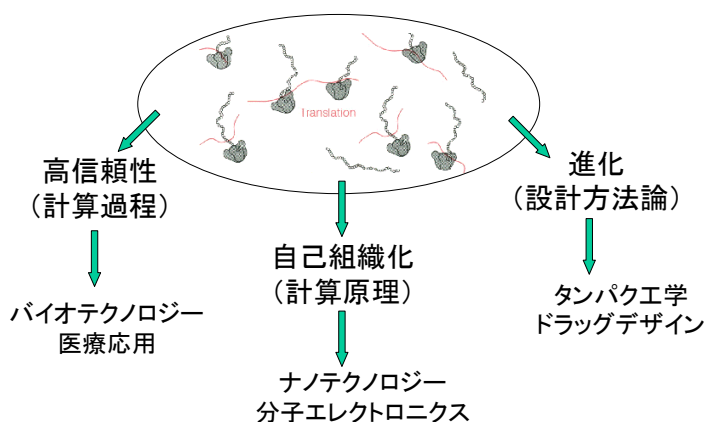 Translation
高信頼性
（計算過程）
バイオテクノロジー
医療応用
自己組織化
（計算原理）
ナノテクノロジー
分子エレクトロニクス
進化
（設計方法論）
タンパク工学
ドラッグデザイン